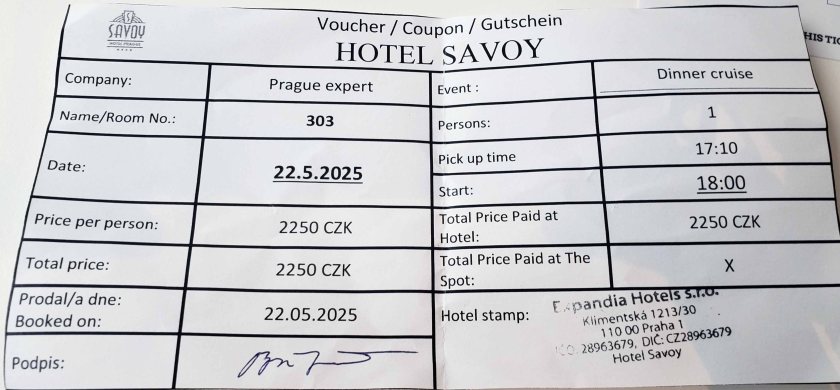 SAVOY
HOTEL PRAGUE
Voucher / Coupon / Gutschein
HOTEL SAVOY
Company: Prague expert Event : Dinner cruise
Name/Room No.: 303 Persons: 1
Date: 22.5.2025 Pick up time 17:10
Start: 18:00
Price per person: 2250 CZK Total Price Paid at Hotel: 2250 CZK
Total price: 2250 CZK Total Price Paid at The Spot: X
Prodal/a dne:
Booked on: 22.05.2025 Hotel stamp:
Expandia Hotels s.r.o.
Klimentská 1213/30
110 00 Praha 1
IČO: 28963679, DIČ: CZ28963679
Hotel Savoy
Podpis:
HIS TIC